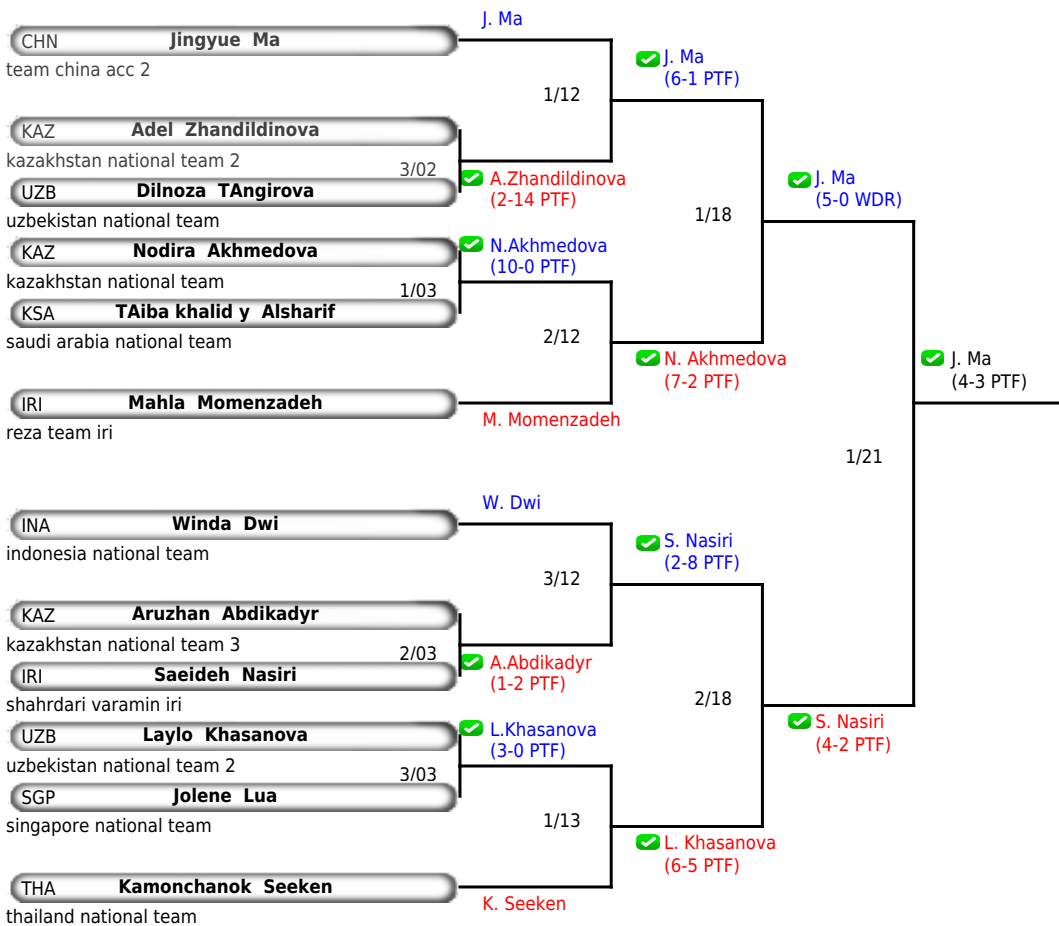 J. Ma
CHN Jingyue Ma
team china acc 2
J. Ma
(6-1 PTF)
1/12
KAZ Adel Zhandildinova
kazakhstan national team 2
3/02
A.Zhandildinova
(2-14 PTF)
UZB Dilnoza TAngirova
uzbekistan national team
J. Ma
(5-0 WDR)
1/18
KAZ Nodira Akhmedova
kazakhstan national team
N.Akhmedova
(10-0 PTF)
1/03
KSA TAiba khalid y Alsharif
saudi arabia national team
2/12
N. Akhmedova
(7-2 PTF)
J. Ma
(4-3 PTF)
IRI Mahla Momenzadeh
reza team iri
M. Momenzadeh
1/21
W. Dwi
INA Winda Dwi
indonesia national team
S. Nasiri
(2-8 PTF)
3/12
KAZ Aruzhan Abdikadyr
kazakhstan national team 3
2/03
A.Abdikadyr
(1-2 PTF)
IRI Saeideh Nasiri
shahrdari varamin iri
2/18
S. Nasiri
(4-2 PTF)
UZB Laylo Khasanova
uzbekistan national team 2
L.Khasanova
(3-0 PTF)
3/03
SGP Jolene Lua
singapore national team
1/13
L. Khasanova
(6-5 PTF)
THA Kamonchanok Seeken
thailand national team
K. Seeken